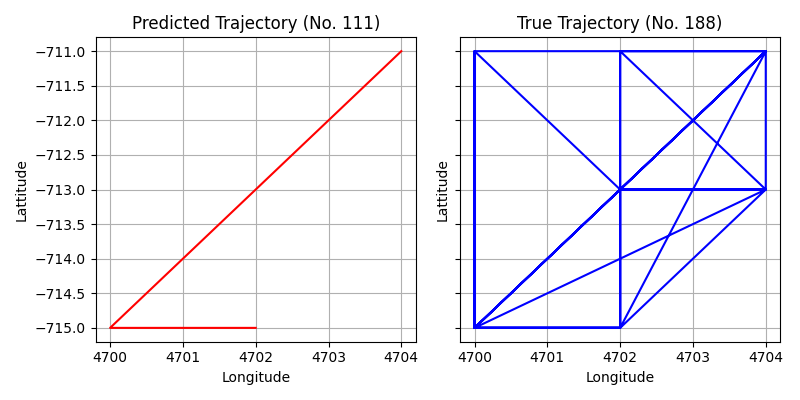 Predicted Trajectory (No. 111)
True Trajectory (No. 188)
Lattitude
−711.0
−711.5
−712.0
−712.5
−713.0
−713.5
−714.0
−714.5
−715.0
4700 4701 4702 4703 4704
Longitude
Lattitude
4700 4701 4702 4703 4704
Longitude